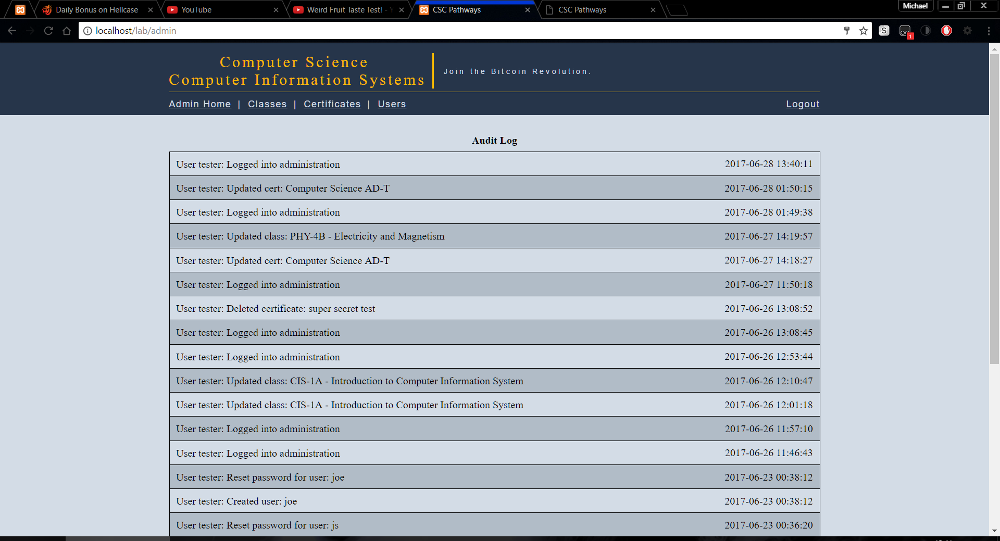 Daily Bonus on Hellcase
YouTube
Weird Fruit Taste Test! -
CSC Pathways
CSC Pathways
Michael
localhost/lab/admin
S
1
Computer Science
Computer Information Systems
Join the Bitcoin Revolution.
Admin Home | Classes | Certificates | Users
Logout
Audit Log
User tester: Logged into administration 2017-06-28 13:40:11
User tester: Updated cert: Computer Science AD-T 2017-06-28 01:50:15
User tester: Logged into administration 2017-06-28 01:49:38
User tester: Updated class: PHY-4B - Electricity and Magnetism 2017-06-27 14:19:57
User tester: Updated cert: Computer Science AD-T 2017-06-27 14:18:27
User tester: Logged into administration 2017-06-27 11:50:18
User tester: Deleted certificate: super secret test 2017-06-26 13:08:52
User tester: Logged into administration 2017-06-26 13:08:45
User tester: Logged into administration 2017-06-26 12:53:44
User tester: Updated class: CIS-1A - Introduction to Computer Information System 2017-06-26 12:10:47
User tester: Updated class: CIS-1A - Introduction to Computer Information System 2017-06-26 12:01:18
User tester: Logged into administration 2017-06-26 11:57:10
User tester: Logged into administration 2017-06-26 11:46:43
User tester: Reset password for user: joe 2017-06-23 00:38:12
User tester: Created user: joe 2017-06-23 00:38:12
User tester: Reset password for user: js 2017-06-23 00:36:20